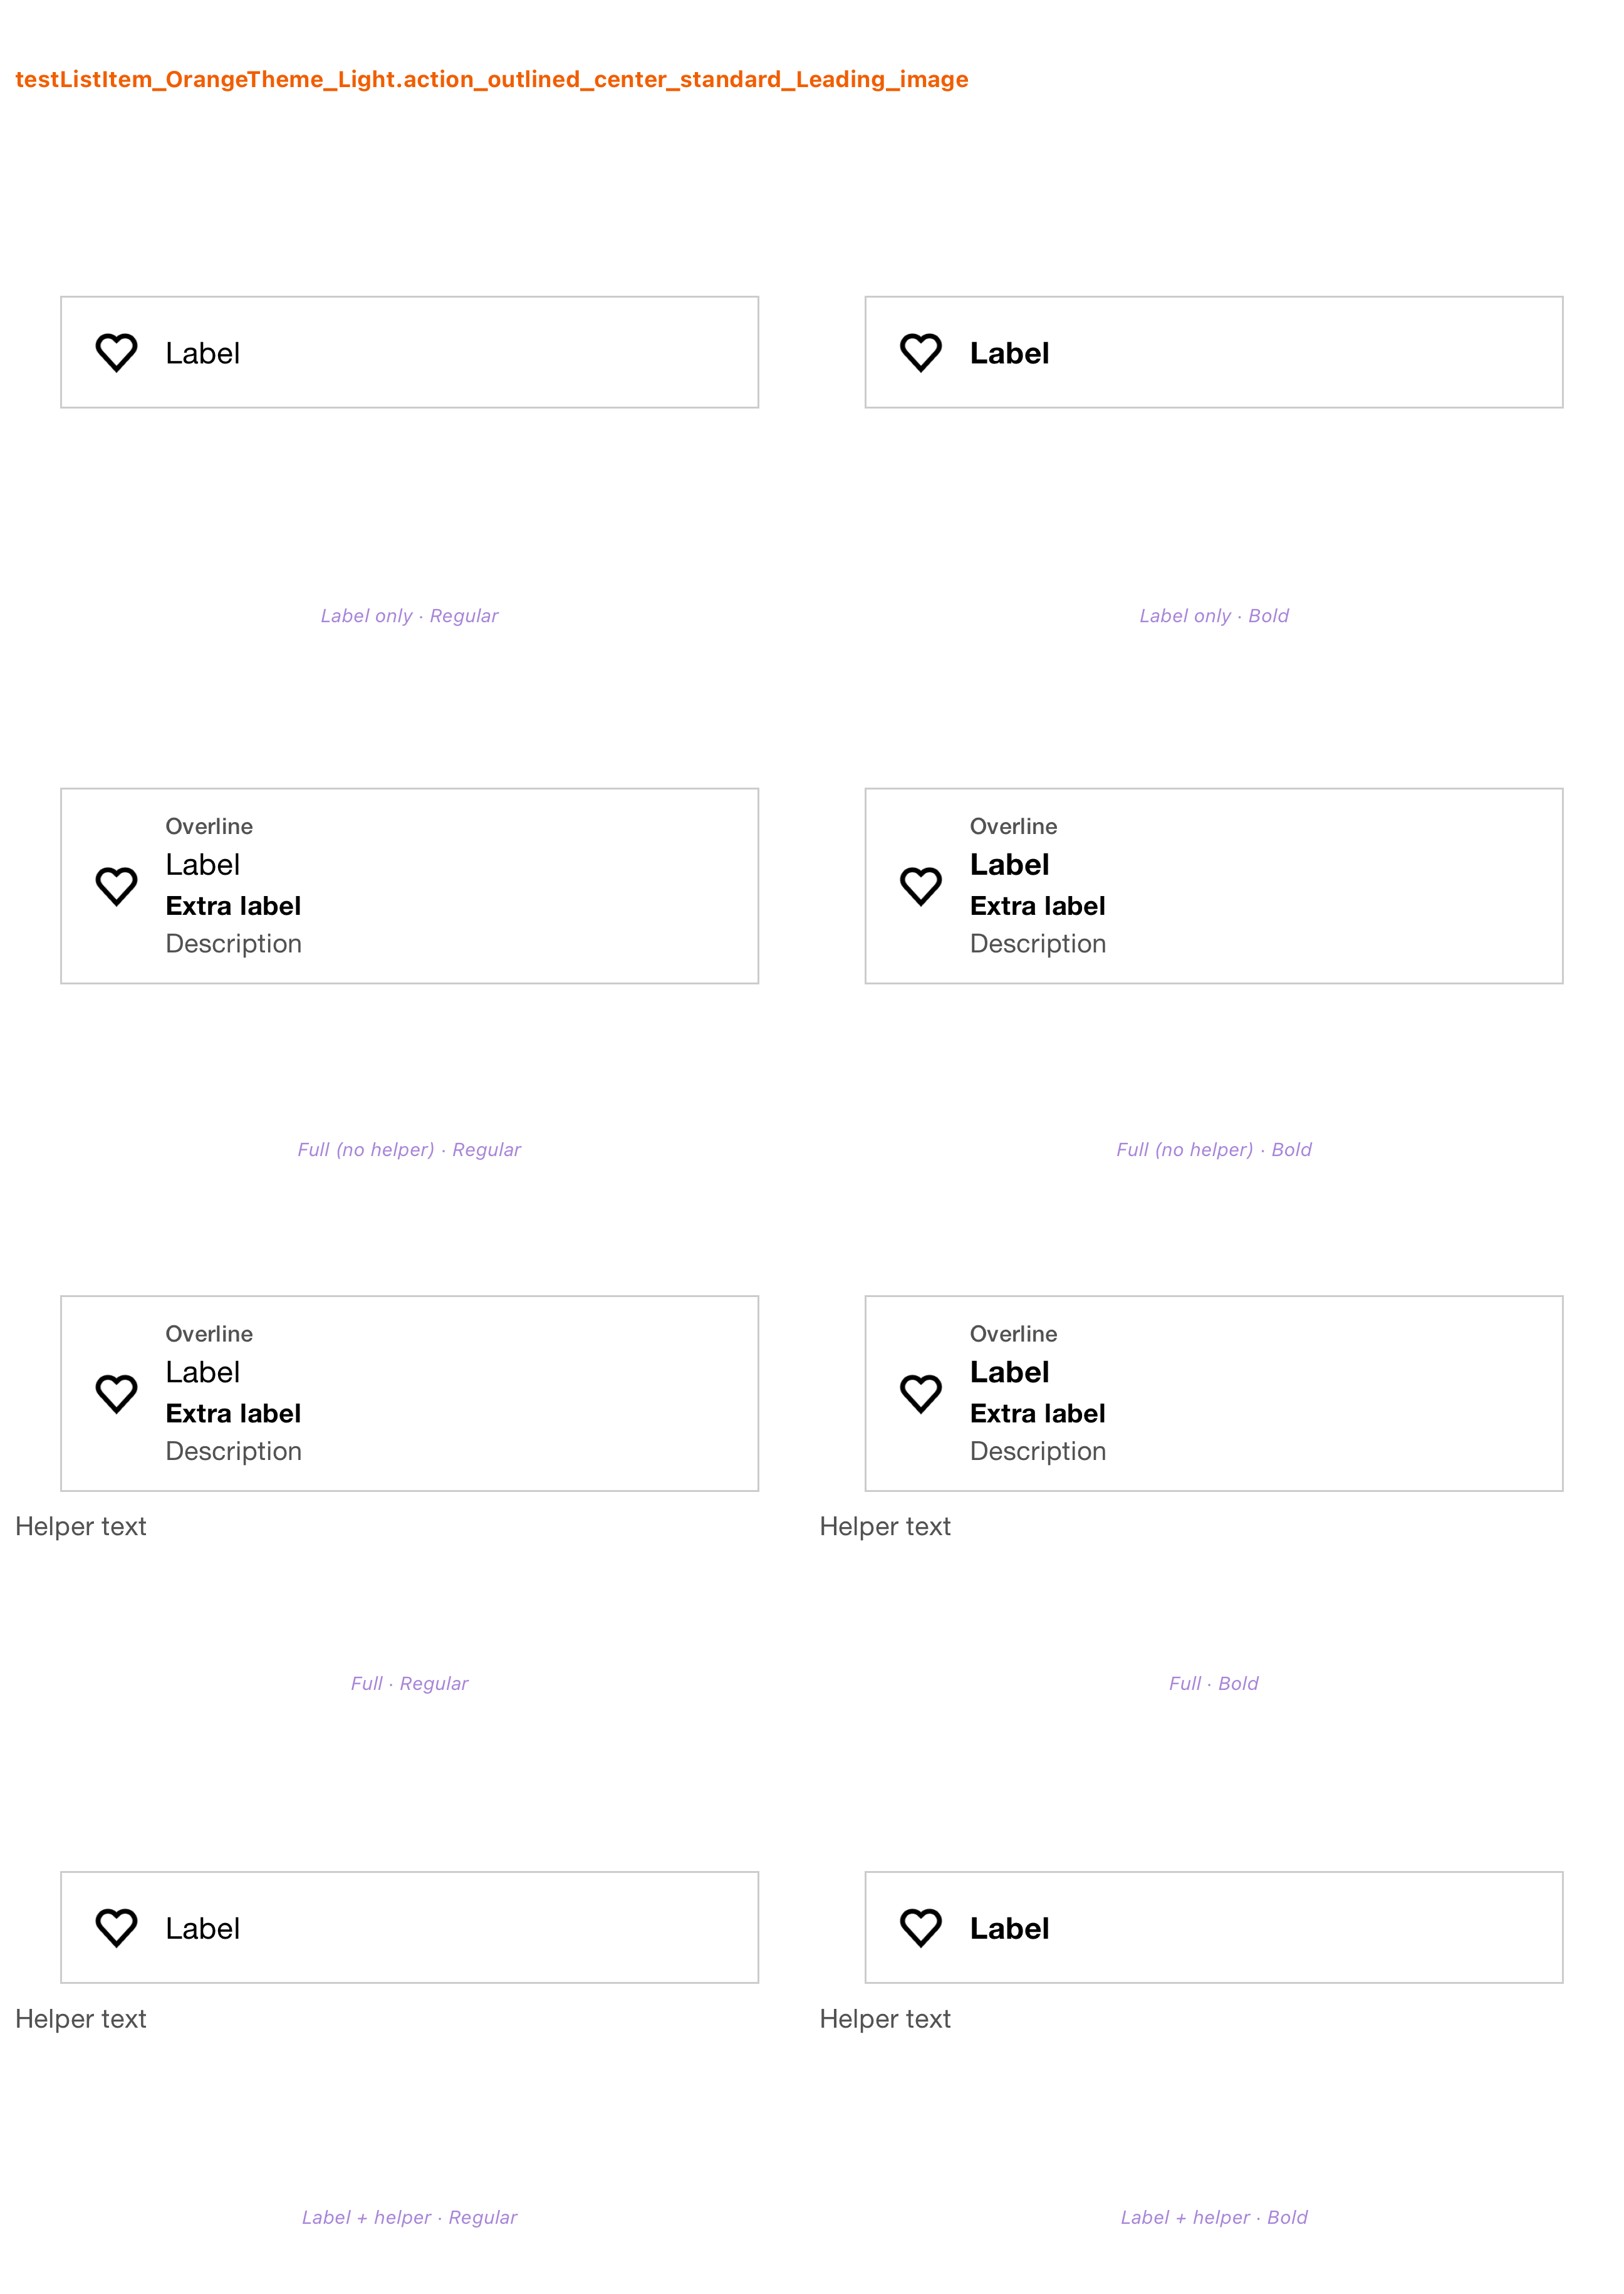 testListItem_OrangeTheme_Light.action_outlined_center_standard_Leading_image
Label
Label
Label only · Regular
Label only · Bold
Overline
Label
Extra label
Description
Overline
Label
Extra label
Description
Full (no helper) · Regular
Full (no helper) · Bold
Overline
Label
Extra label
Description
Helper text
Overline
Label
Extra label
Description
Helper text
Full · Regular
Full · Bold
Label
Helper text
Label
Helper text
Label + helper · Regular
Label + helper · Bold